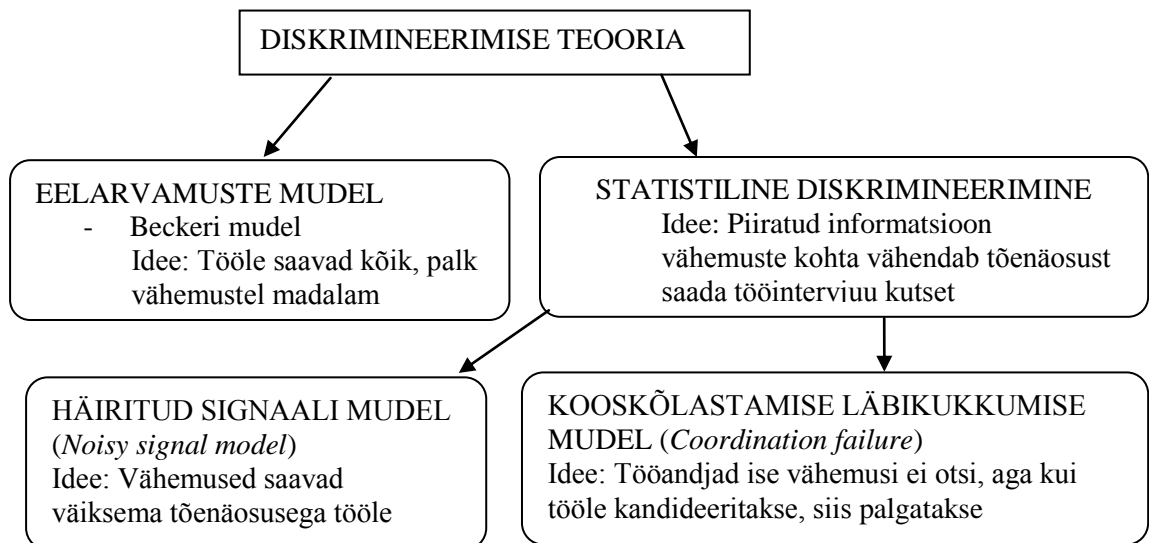 DISKRIMINEERIMISE TEOORIA
EELARVAMUSTE MUDEL
- Beckeri mudel
Idee: Tööle saavad kõik, palk
vähemustel madalam
STATISTILINE DISKRIMINEERIMINE
Idee: Piiratud informatsioon
vähemuste kohta vähendab tõenäosust
saada tööintervjuu kutset
HÄIRITUD SIGNAALI MUDEL
(Noisy signal model)
Idee: Vähemused saavad
väiksema tõenäosusega tööle
KOOSKÕLASTAMISE LÄBIKUKKUMISE
MUDEL (Coordination failure)
Idee: Tööandjad ise vähemusi ei otsi, aga kui
tööle kandideeritakse, siis palgatakse